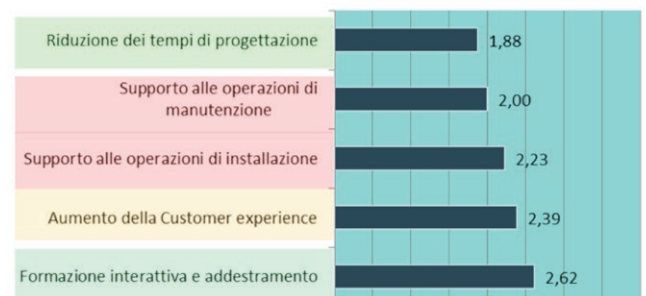 Riduzione dei tempi di progettazione
1,88
Supporto alle operazioni di
manutenzione
2,00
Supporto alle operazioni di installazione
2,23
Aumento della Customer experience
2,39
Formazione interattiva e addestramento
2,62